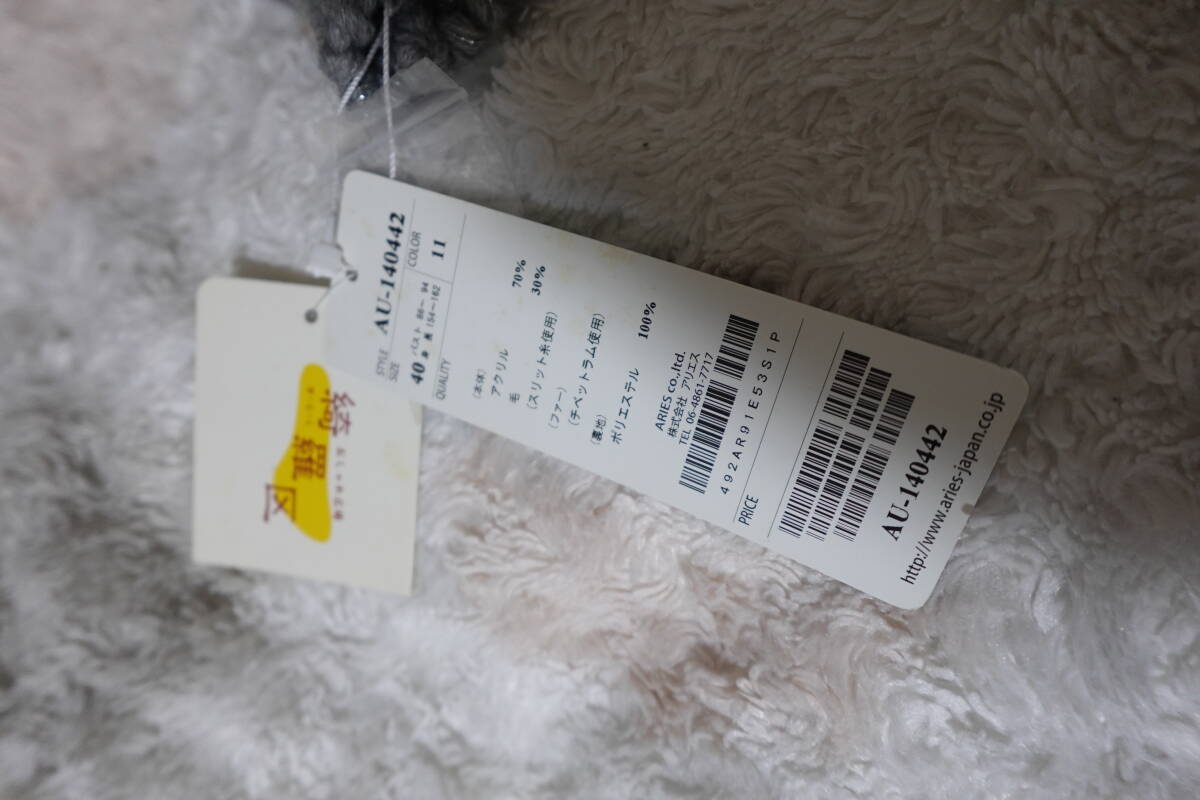 STYLE AU-140442
SIZE COLOR
40 バスト 86〜 94 11
身 長 154〜162
QUALITY
(本体)
アクリル 70%
毛 30%
(スリット糸使用)
(ファー)
(チベットラム使用)
(裏地)
ポリエステル 100%
ARIES co.,ltd.
株式会社 アリエス
TEL 06-4861-7717
492AR91E53S1P
PRICE
AU-140442
http://www.aries-japan.co.jp
綺羅区